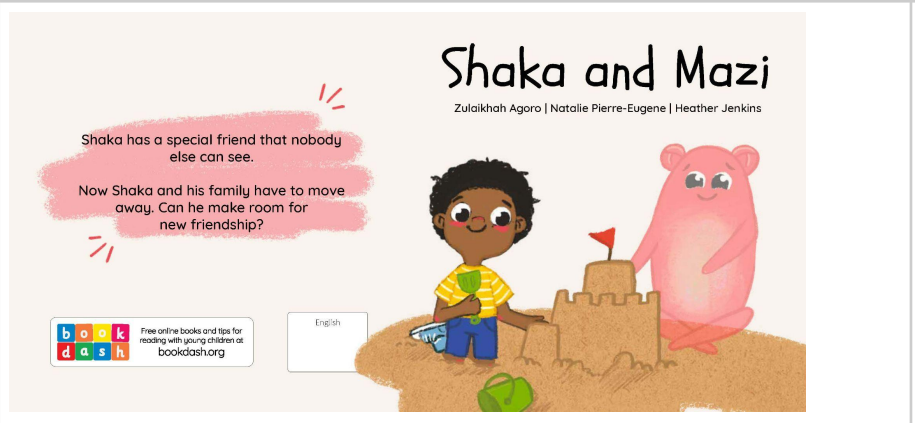 Shaka has a special friend that nobody
else can see.
Now Shaka and his family have to move
away. Can he make room for
new friendship?
book
dash
Free online books and tips for
reading with young children at
bookdash.org
English
Shaka and Mazi
Zulaikhah Agoro | Natalie Pierre-Eugene | Heather Jenkins